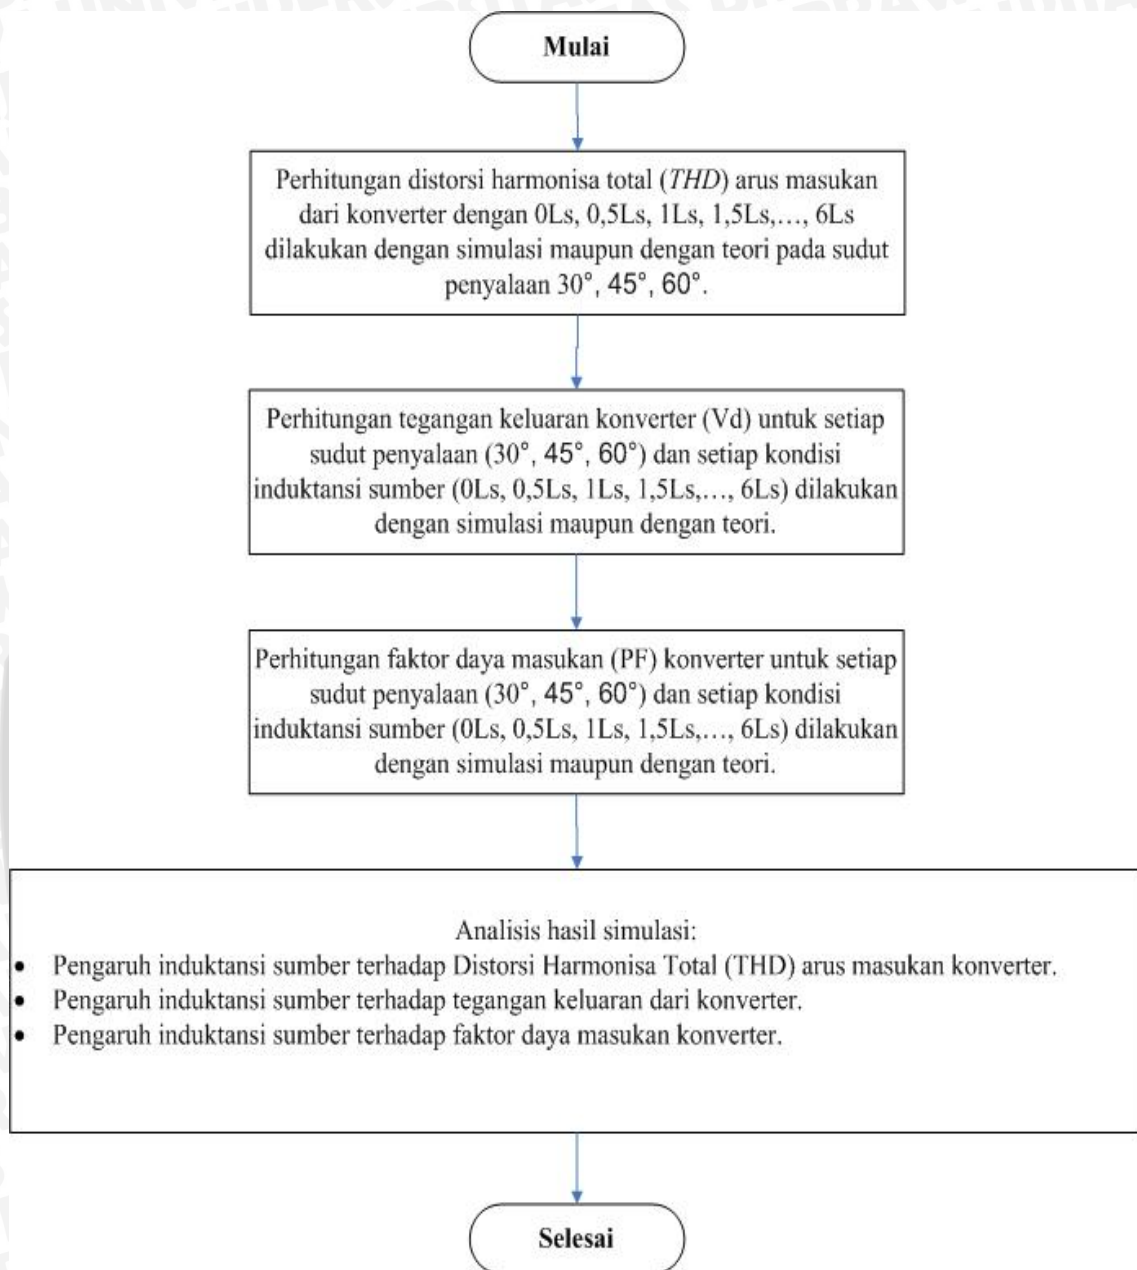 Mulai
Perhitungan distorsi harmonisa total (THD) arus masukan
dari konverter dengan 0Ls, 0,5Ls, 1Ls, 1,5Ls,…, 6Ls
dilakukan dengan simulasi maupun dengan teori pada sudut
penyalaan 30°, 45°, 60°.
Perhitungan tegangan keluaran konverter (Vd) untuk setiap
sudut penyalaan (30°, 45°, 60°) dan setiap kondisi
induktansi sumber (0Ls, 0,5Ls, 1Ls, 1,5Ls,…, 6Ls) dilakukan
dengan simulasi maupun dengan teori.
Perhitungan faktor daya masukan (PF) konverter untuk setiap
sudut penyalaan (30°, 45°, 60°) dan setiap kondisi
induktansi sumber (0Ls, 0,5Ls, 1Ls, 1,5Ls,…, 6Ls) dilakukan
dengan simulasi maupun dengan teori.
Analisis hasil simulasi:
• Pengaruh induktansi sumber terhadap Distorsi Harmonisa Total (THD) arus masukan konverter.
• Pengaruh induktansi sumber terhadap tegangan keluaran dari konverter.
• Pengaruh induktansi sumber terhadap faktor daya masukan konverter.
Selesai